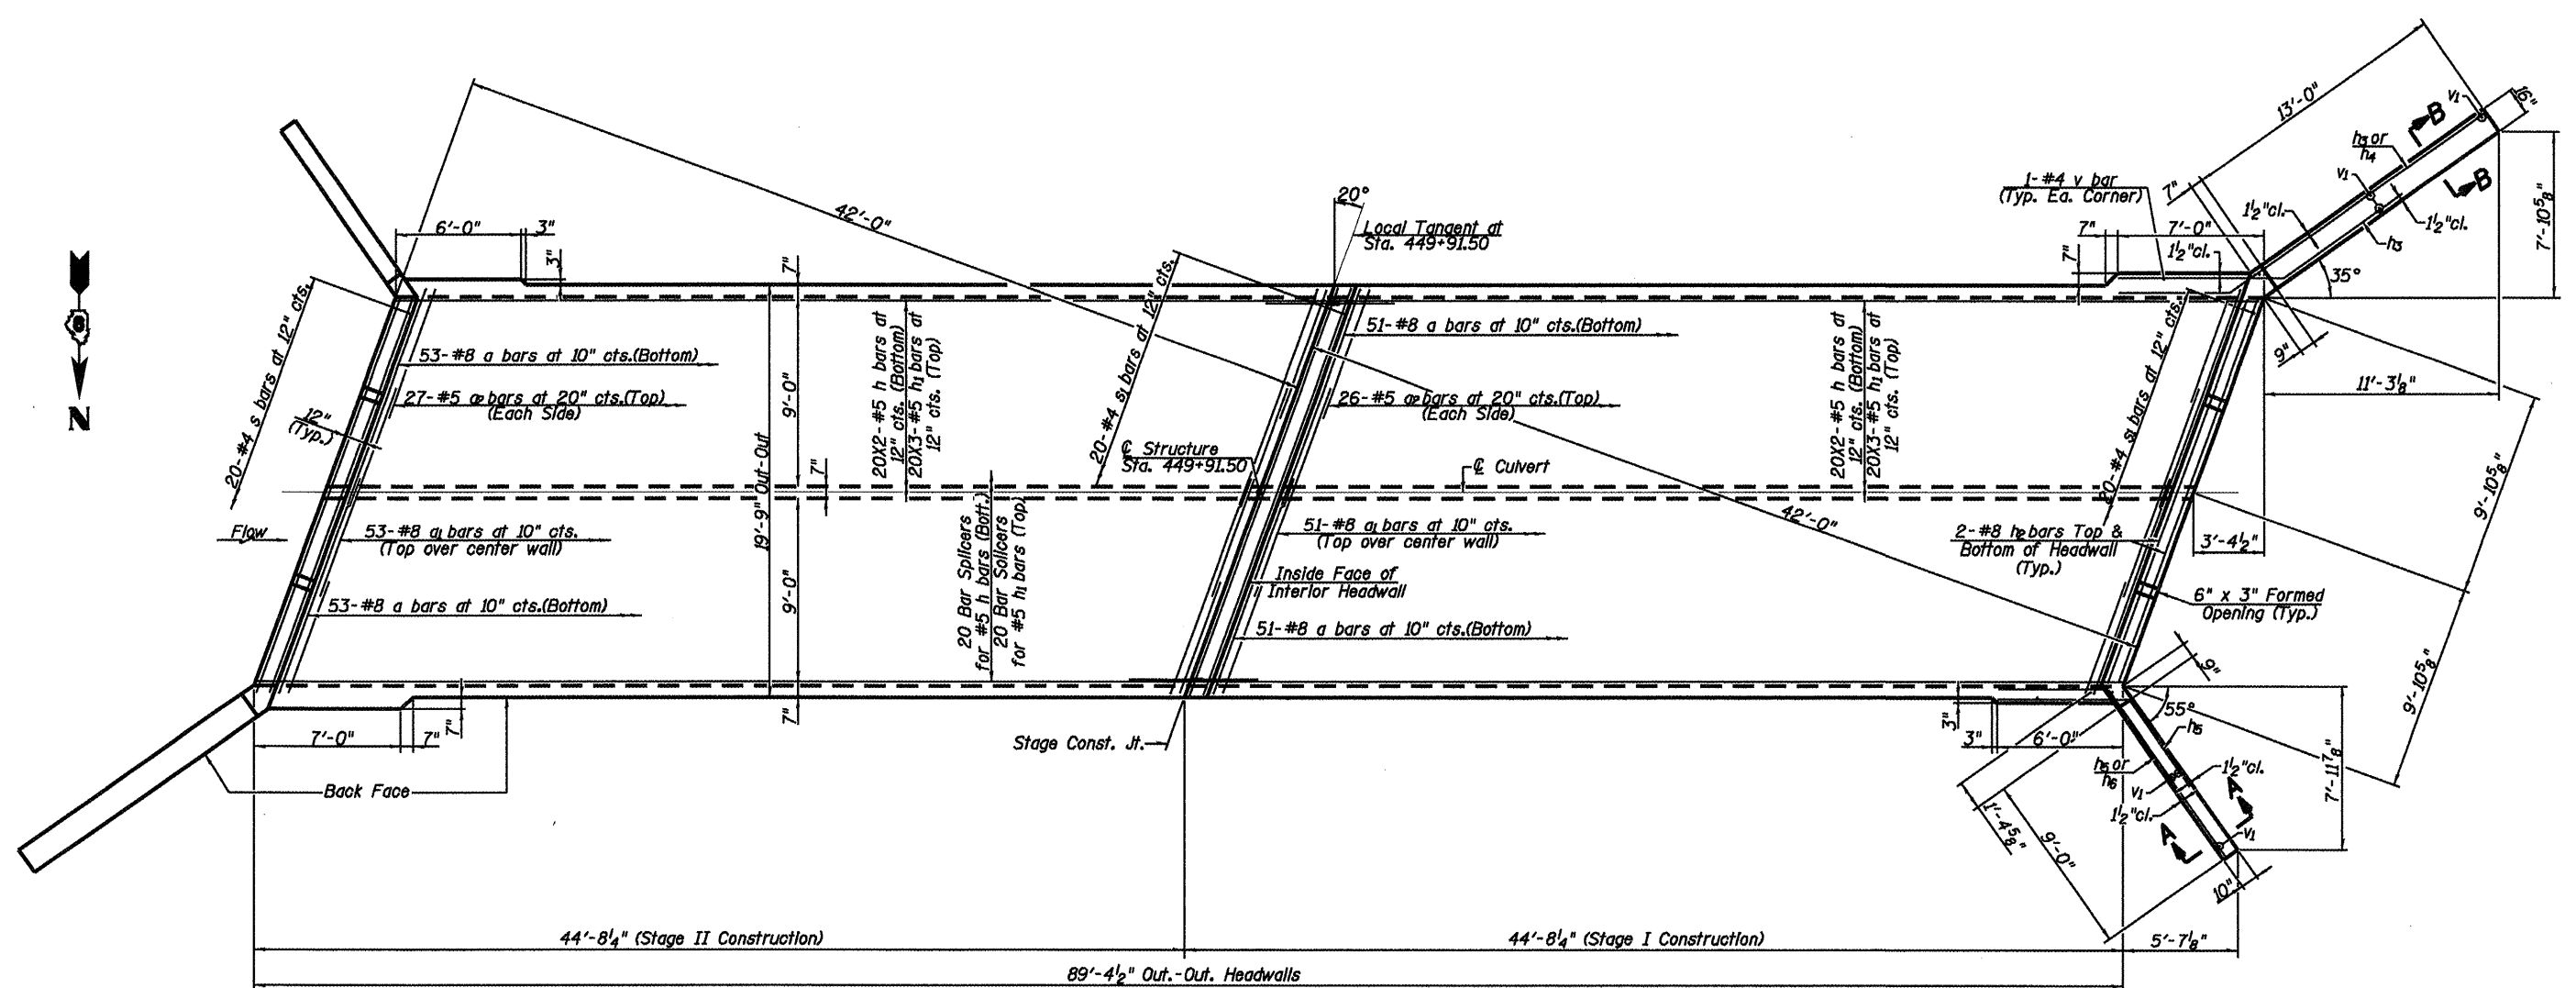 13'-0"
16"
v1
B
h3 or
h4
v1
B
7"
1-#4 v bar
(Typ. Ea. Corner)
1½"cl.
1½"cl.
h3
7'-10⅝"
35°
42'-0"
20°
Local Tangent at
Sta. 449+91.50
6'-0"
3"
3"
7"
7"
7'-0"
7"
1½"cl.
9"
11'-3⅛"
20-#4 s bars at 12" cts.
53-#8 a bars at 10" cts.(Bottom)
27-#5 a2 bars at 20" cts.(Top)
(Each Side)
12"
(Typ.)
9'-0"
20X2-#5 h bars at
12" cts. (Bottom)
20X3-#5 h1 bars at
12" cts. (Top)
20-#4 s1 bars at 12" cts.
51-#8 a bars at 10" cts.(Bottom)
26-#5 a2 bars at 20" cts.(Top)
(Each Side)
20X2-#5 h bars at
12" cts. (Bottom)
20X3-#5 h1 bars at
12" cts. (Top)
20-#4 s1 bars at 12" cts.
N
19'-9" Out-Out
7"
℄ Structure
Sta. 449+91.50
℄ Culvert
9'-10⅝"
Flow
53-#8 a1 bars at 10" cts.
(Top over center wall)
20 Bar Splicers
for #5 h bars (Bott.)
20 Bar Splicers
for #5 h1 bars (Top)
51-#8 a1 bars at 10" cts.
(Top over center wall)
42'-0"
2-#8 h2 bars Top &
Bottom of Headwall
(Typ.)
3'-4½"
53-#8 a bars at 10" cts.(Bottom)
9'-0"
Inside Face of
Interior Headwall
51-#8 a bars at 10" cts.(Bottom)
6" x 3" Formed
Opening (Typ.)
9"
9'-10⅝"
7'-0"
7"
7"
7"
Stage Const. Jt.
3"
3"
6'-0"
55°
h5
7'-11⅞"
Back Face
h5 or
h6
v1
1½"cl.
1½"cl.
A
A
v1
1'-4⅝"
9'-0"
10"
44'-8¼" (Stage II Construction)
44'-8¼" (Stage I Construction)
5'-7⅛"
89'-4½" Out.-Out. Headwalls